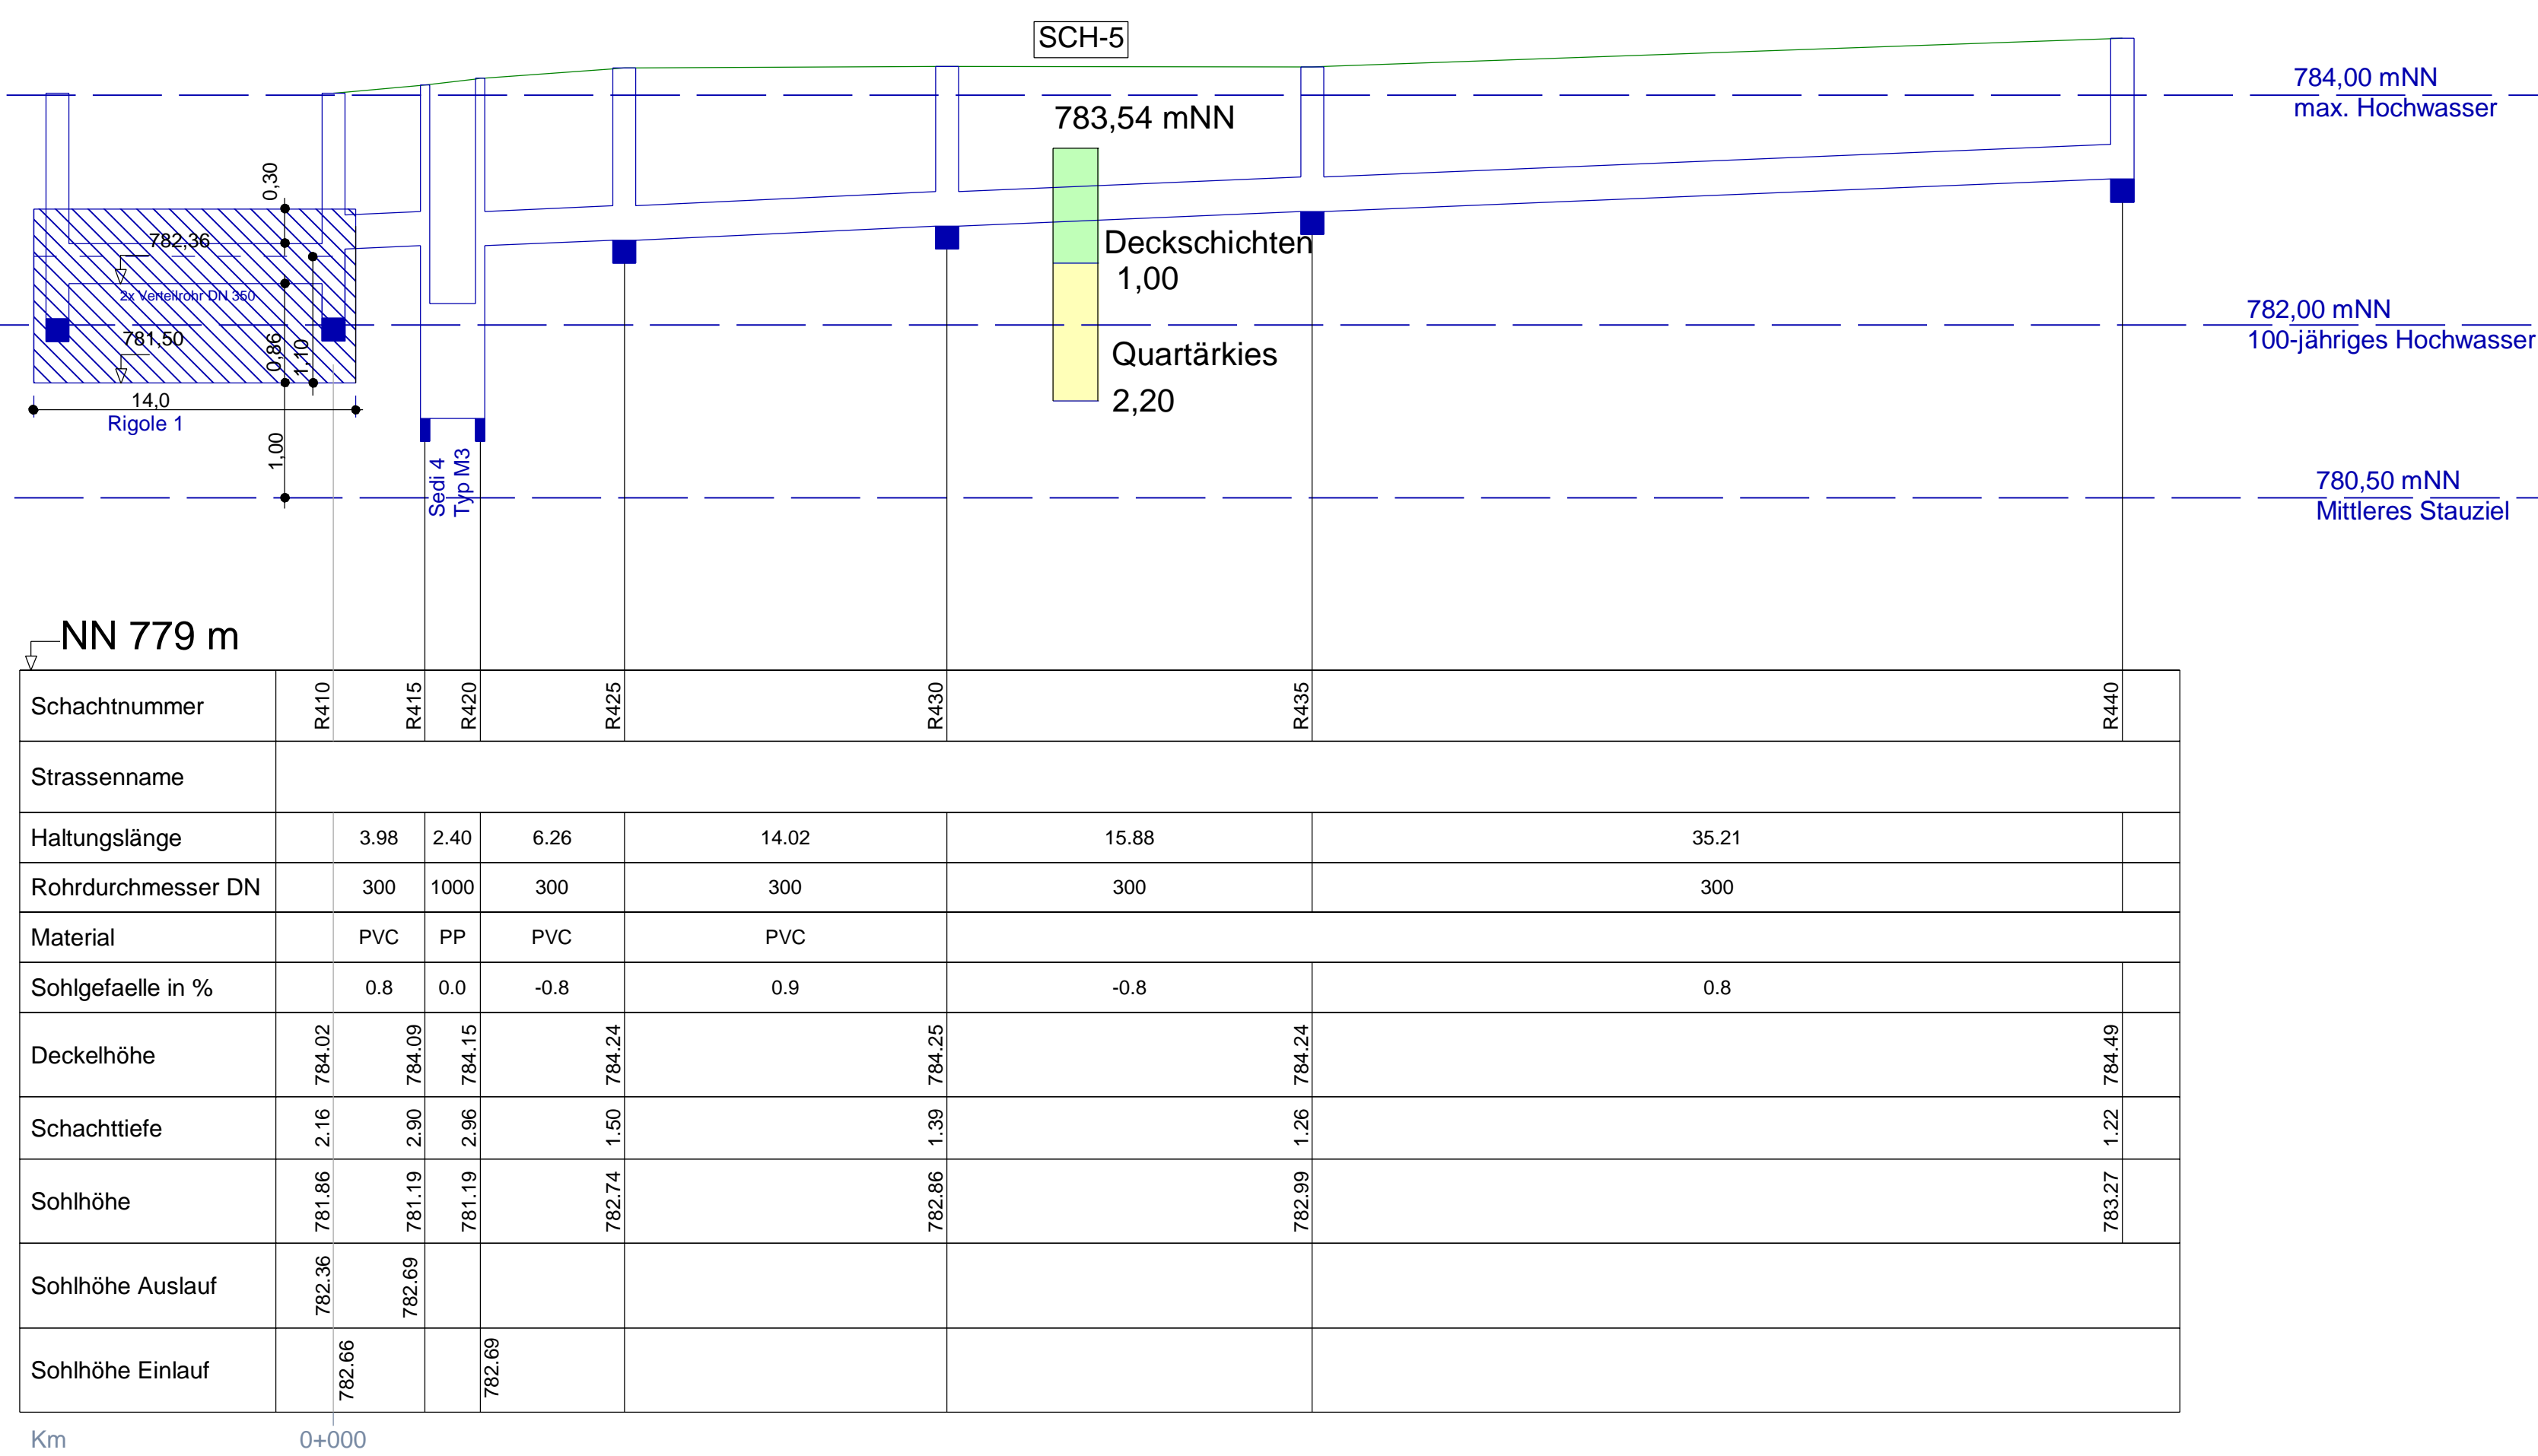 SCH-5
784,00 mNN
max. Hochwasser
783,54 mNN
0,30
782,36
Deckschichten
1,00
2x Verteilrohr DN 350
782,00 mNN
100-jähriges Hochwasser
781,50
0,86
1,10
Quartärkies
2,20
14,0
Rigole 1
1,00
Sedi 4
Typ M3
780,50 mNN
Mittleres Stauziel
NN 779 m
Schachtnummer R410 R415 R420 R425 R430 R435 R440
Strassenname
Haltungslänge 3.98 2.40 6.26 14.02 15.88 35.21
Rohrdurchmesser DN 300 1000 300 300 300 300
Material PVC PP PVC PVC
Sohlgefaelle in % 0.8 0.0 -0.8 0.9 -0.8 0.8
Deckelhöhe 784.02 784.09 784.15 784.24 784.25 784.24 784.49
Schachttiefe 2.16 2.90 2.96 1.50 1.39 1.26 1.22
Sohlhöhe 781.86 781.19 781.19 782.74 782.86 782.99 783.27
Sohlhöhe Auslauf 782.36 782.69
Sohlhöhe Einlauf 782.66 782.69
Km 0+000